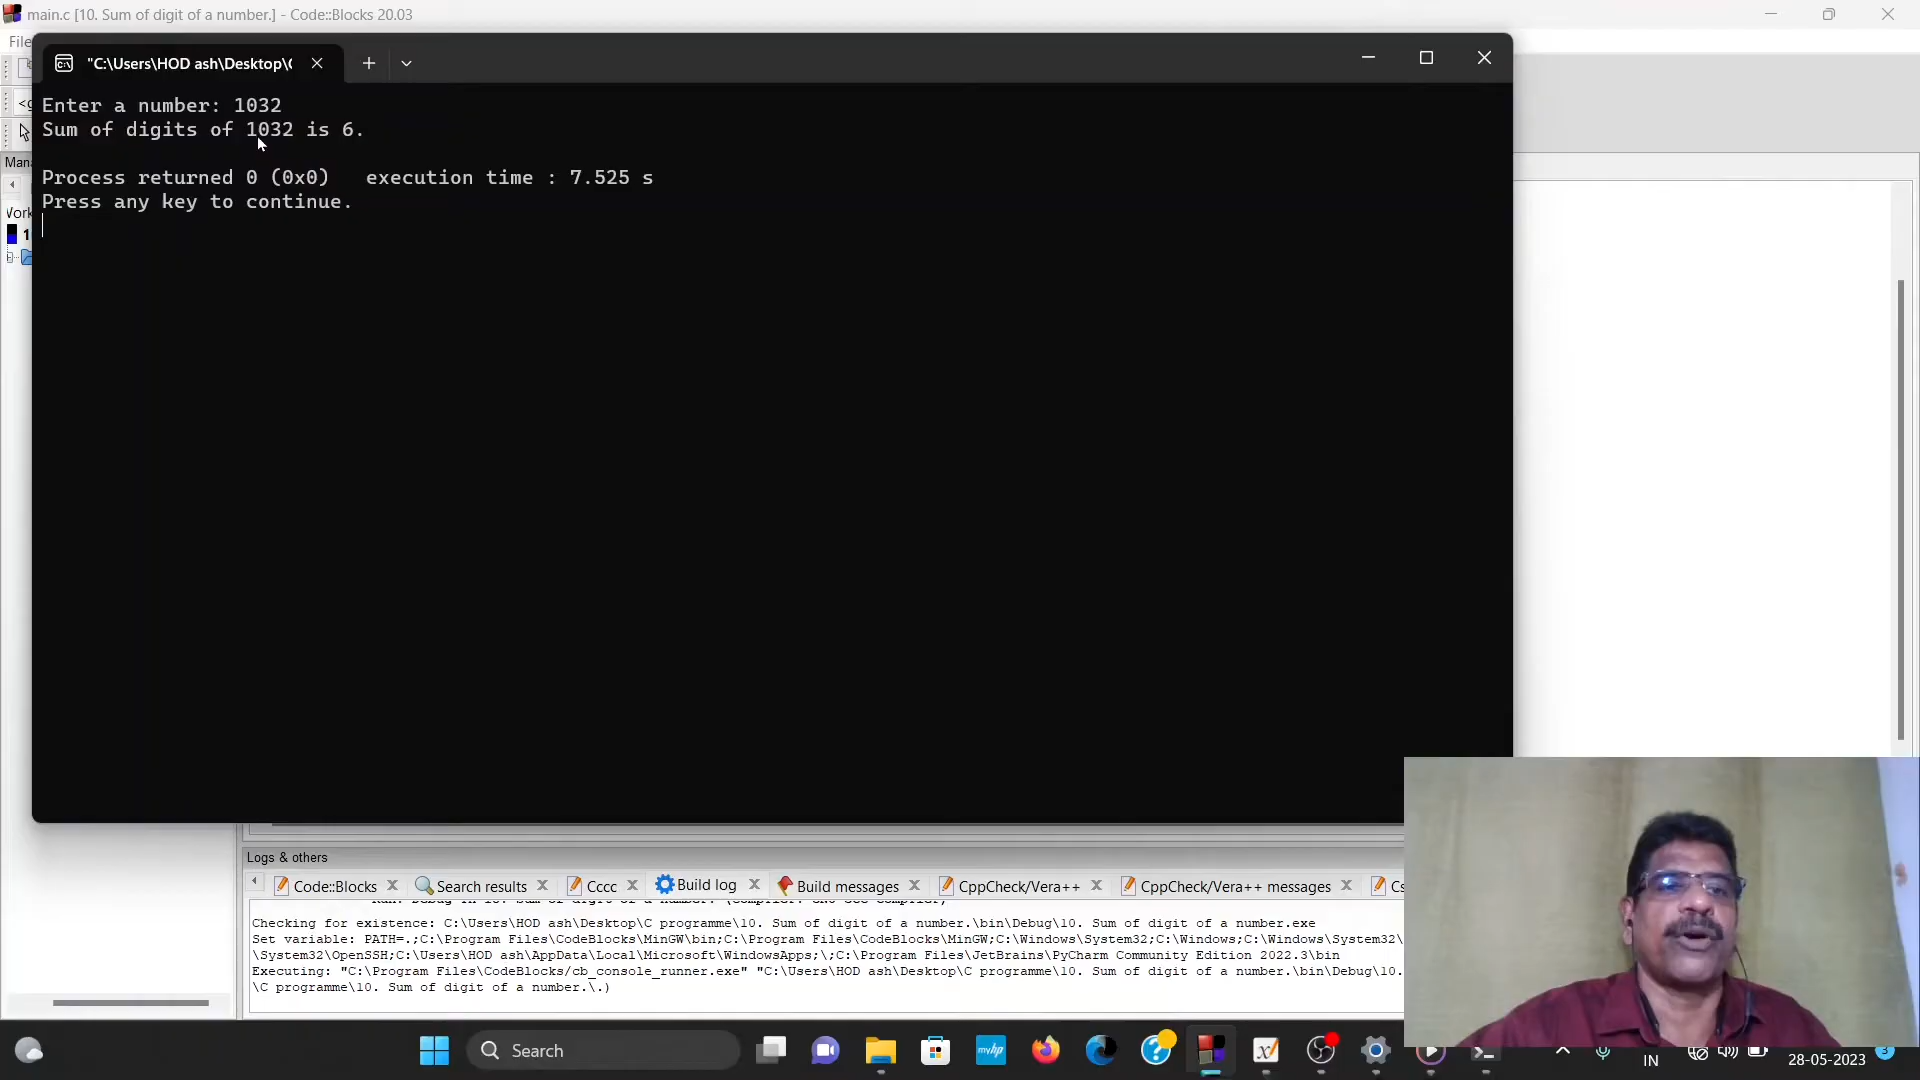 main.c [10. Sum of digit of a number.] - Code::Blocks 20.03
File
"C:\Users\HOD ash\Desktop\C
Enter a number: 1032
Sum of digits of 1032 is 6.
Process returned 0 (0x0)   execution time : 7.525 s
Press any key to continue.
Logs & others
Code::Blocks
Search results
Cccc
Build log
Build messages
CppCheck/Vera++
CppCheck/Vera++ messages
Cs
Checking for existence: C:\Users\HOD ash\Desktop\C programme\10. Sum of digit of a number.\bin\Debug\10. Sum of digit of a number.exe
Set variable: PATH=.;C:\Program Files\CodeBlocks\MinGW\bin;C:\Program Files\CodeBlocks\MinGW;C:\Windows\System32;C:\Windows;C:\Windows\System32\
\System32\OpenSSH;C:\Users\HOD ash\AppData\Local\Microsoft\WindowsApps;\;C:\Program Files\JetBrains\PyCharm Community Edition 2022.3\bin
Executing: "C:\Program Files\CodeBlocks/cb_console_runner.exe" "C:\Users\HOD ash\Desktop\C programme\10. Sum of digit of a number.\bin\Debug\10.
\C programme\10. Sum of digit of a number.\.)
Search
myhp
IN
28-05-2023
3